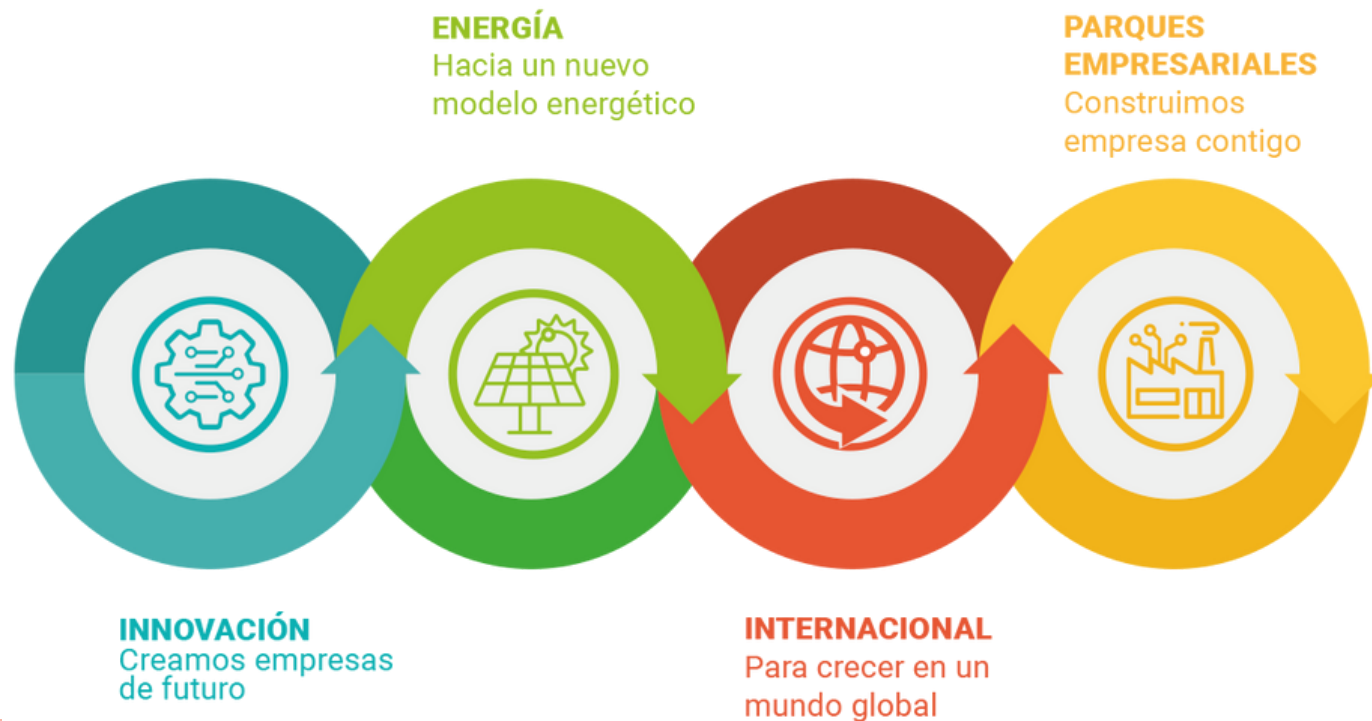 ENERGÍA
Hacia un nuevo
modelo energético
PARQUES
EMPRESARIALES
Construimos
empresa contigo
INNOVACIÓN
Creamos empresas
de futuro
INTERNACIONAL
Para crecer en un
mundo global